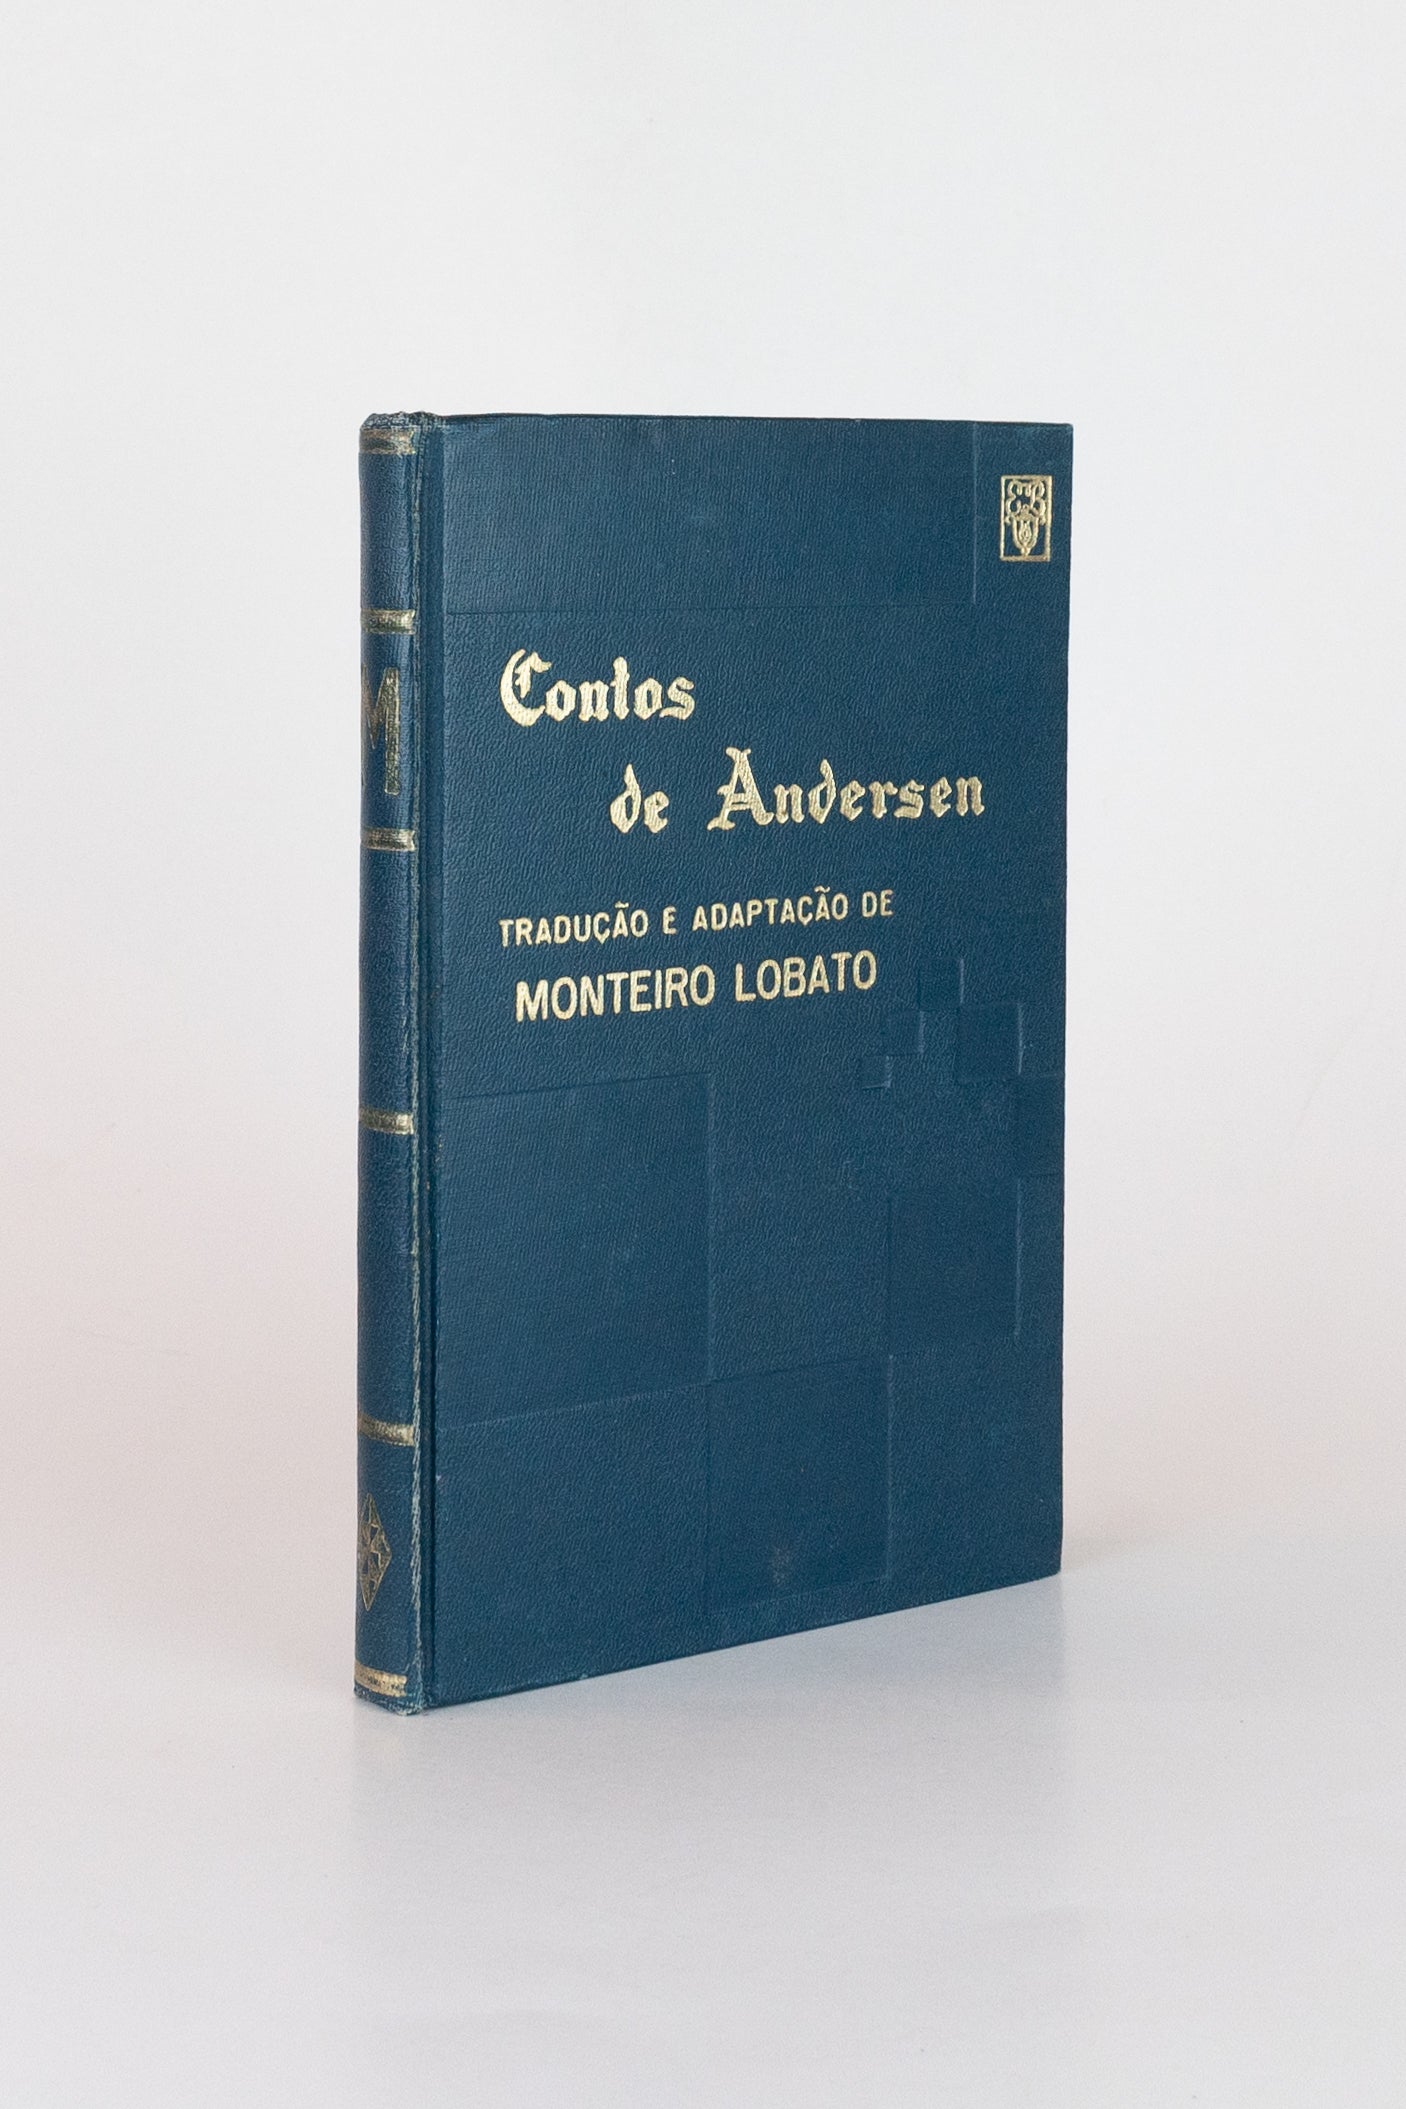 Contos
de Andersen
TRADUÇÃO E ADAPTAÇÃO DE
MONTEIRO LOBATO
M